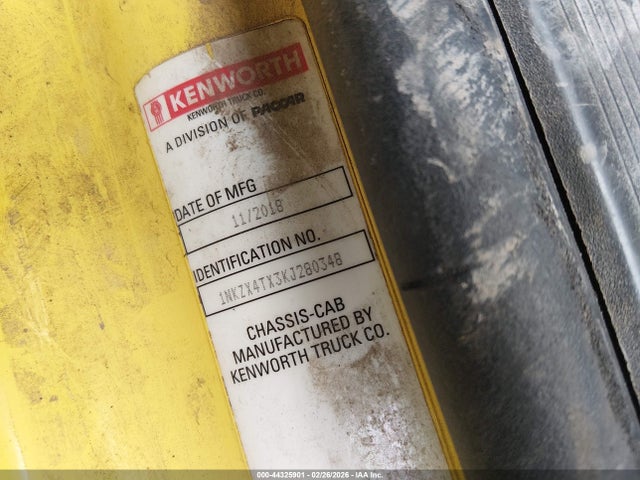 KENWORTH
KENWORTH TRUCK CO.
A DIVISION OF PACCAR
DATE OF MFG
11/2018
IDENTIFICATION NO.
1NKZX4TX3KJ280348
CHASSIS-CAB
MANUFACTURED BY
KENWORTH TRUCK CO.
000-44325901 - 02/26/2026 - IAA Inc.